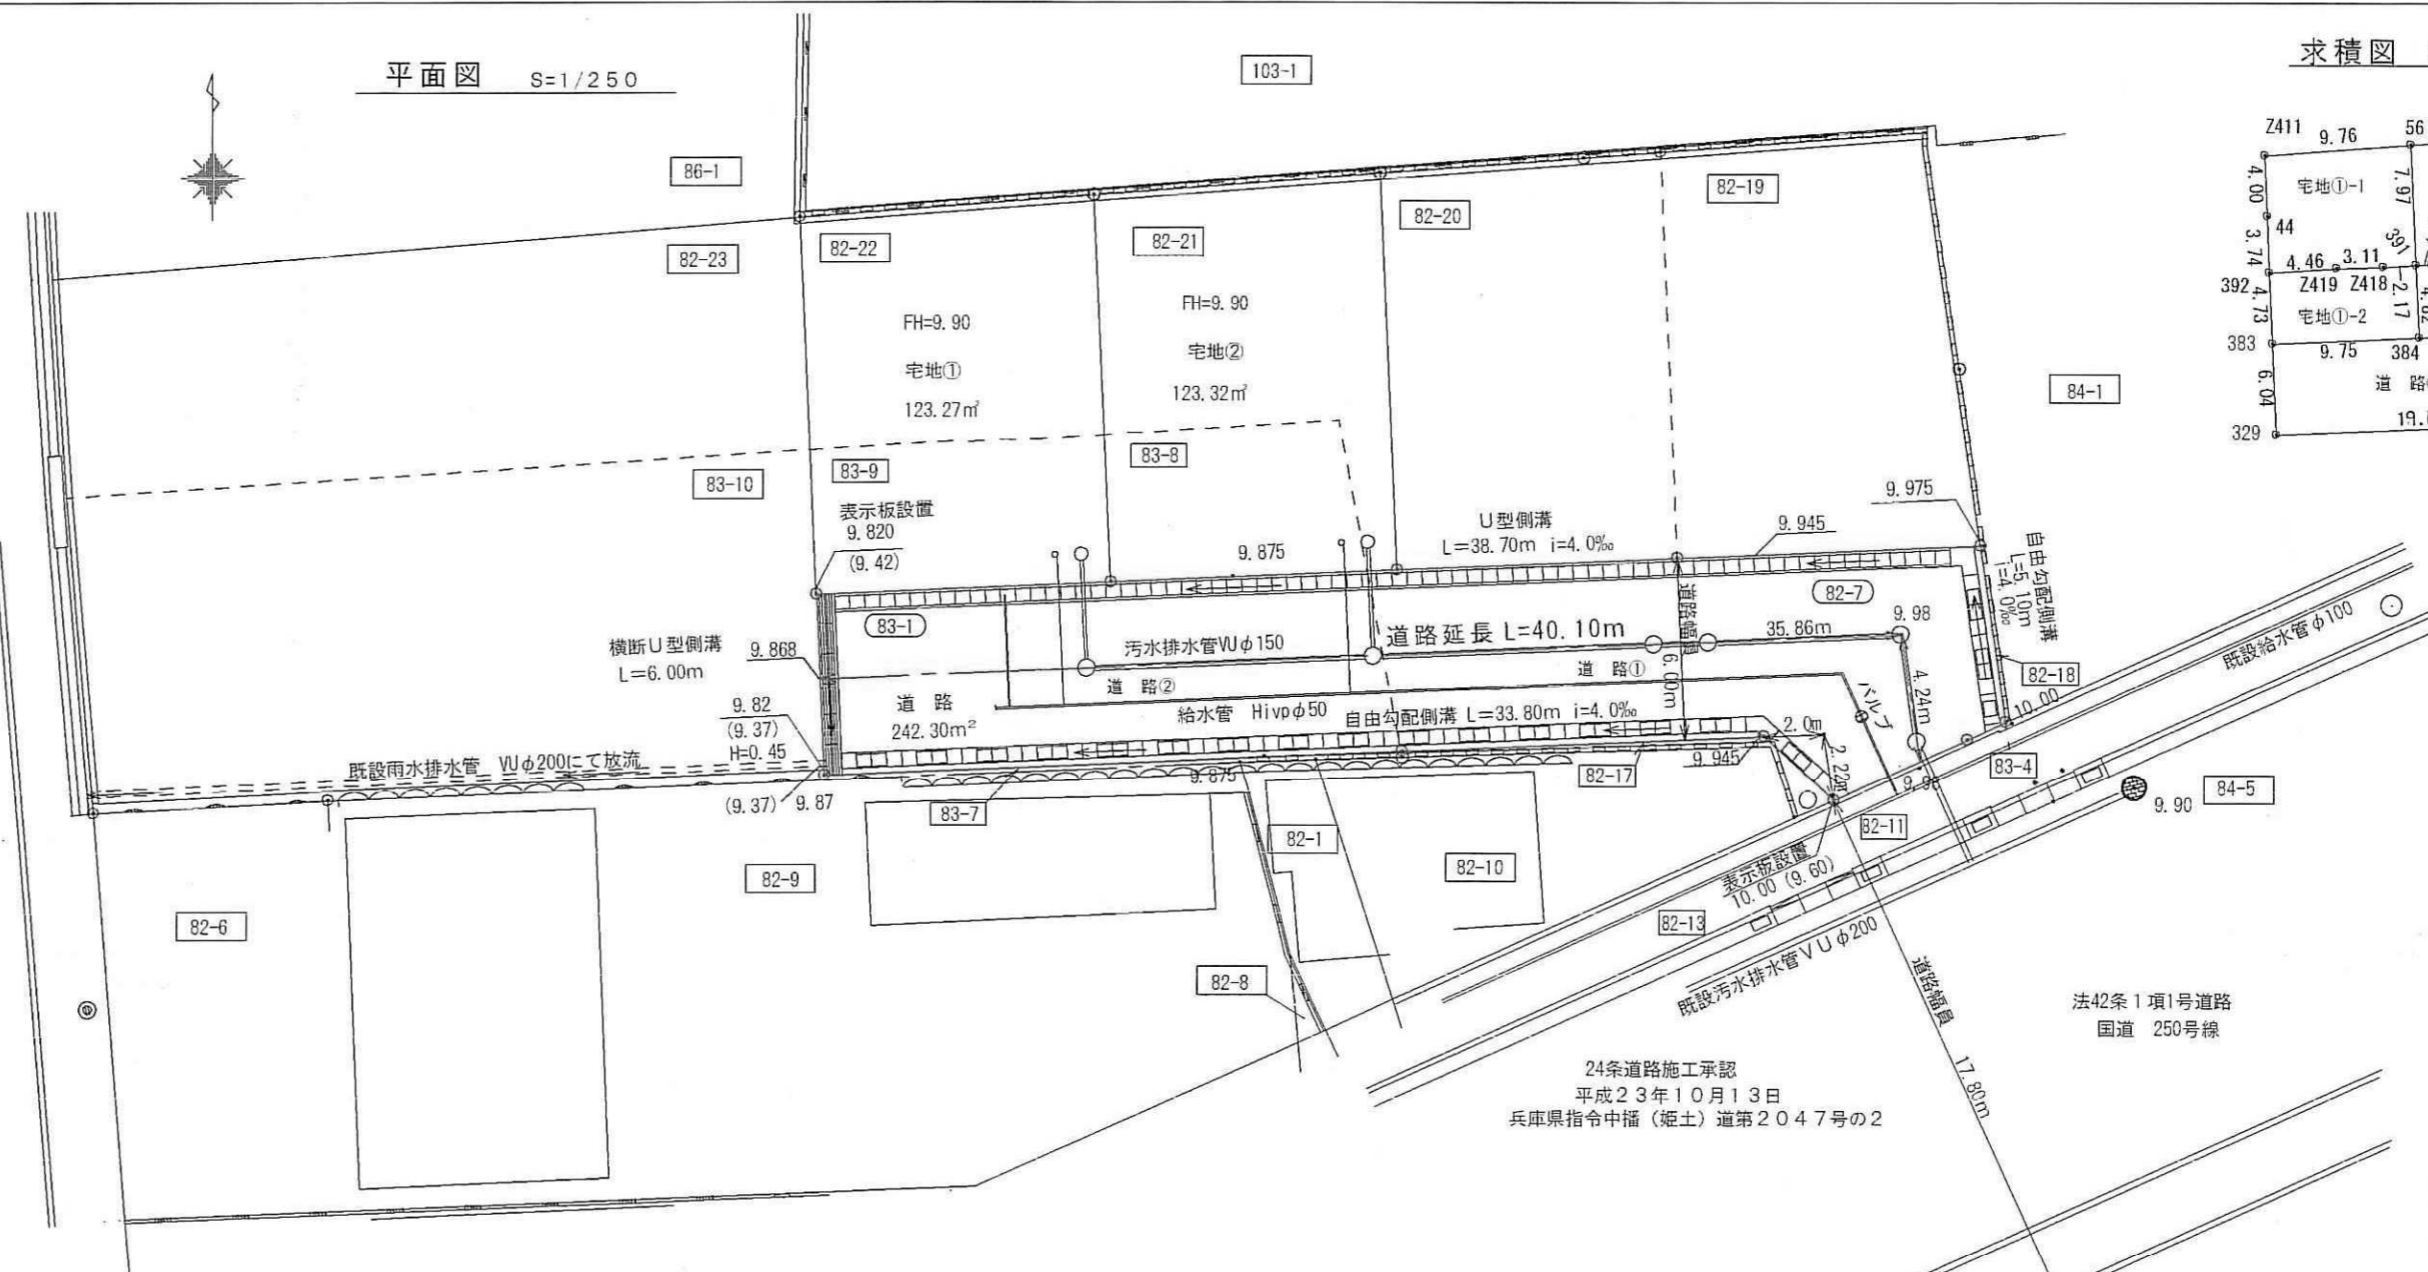 平面図 S=1/250
求積図
103-1
86-1
82-23
82-22
82-21
82-20
82-19
84-1
FH=9.90
宅地①
123.27㎡
FH=9.90
宅地②
123.32㎡
83-10
83-9
83-8
表示板設置
9.820
(9.42)
9.875
U型側溝
L=38.70m i=4.0‰
9.945
9.975
自由勾配側溝
L=5.10m
i=4.0‰
83-1
82-7
横断U型側溝
L=6.00m
9.868
汚水排水管VUφ150
道路延長 L=40.10m
道路幅員
6.00m
35.86m
9.98
4.24m
82-18
10.00
既設給水管φ100
道 路②
道 路①
道 路
242.30m²
給水管 Hivpφ50
自由勾配側溝 L=33.80m i=4.0‰
バルブ
2.0m
2.22m
9.82
(9.37)
H=0.45
既設雨水排水管 VUφ200にて放流
(9.37) 9.87
9.875
83-7
82-17
9.945
83-4
84-5
9.90
82-11
表示板設置
10.00 (9.60)
82-1
82-10
82-9
82-6
82-8
82-13
既設汚水排水管VUφ200
道路幅員
17.80m
法42条1項1号道路
国道 250号線
24条道路施工承認
平成23年10月13日
兵庫県指令中播(姫土)道第2047号の2
Z411 9.76 56
4.00
宅地①-1
7.97
44
3.74
391
4.46 3.11
392
Z419 Z418
4.73
宅地①-2
2.17
383
9.75 384
6.04
道 路
329